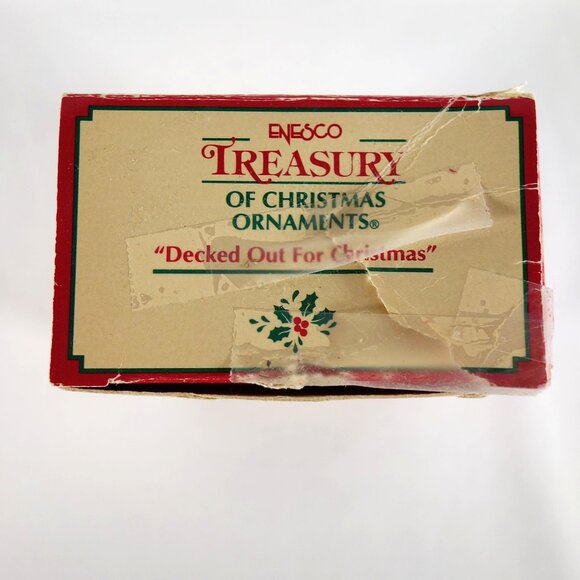 ENESCO
TREASURY
OF CHRISTMAS
ORNAMENTS®
"Decked Out For Christmas"